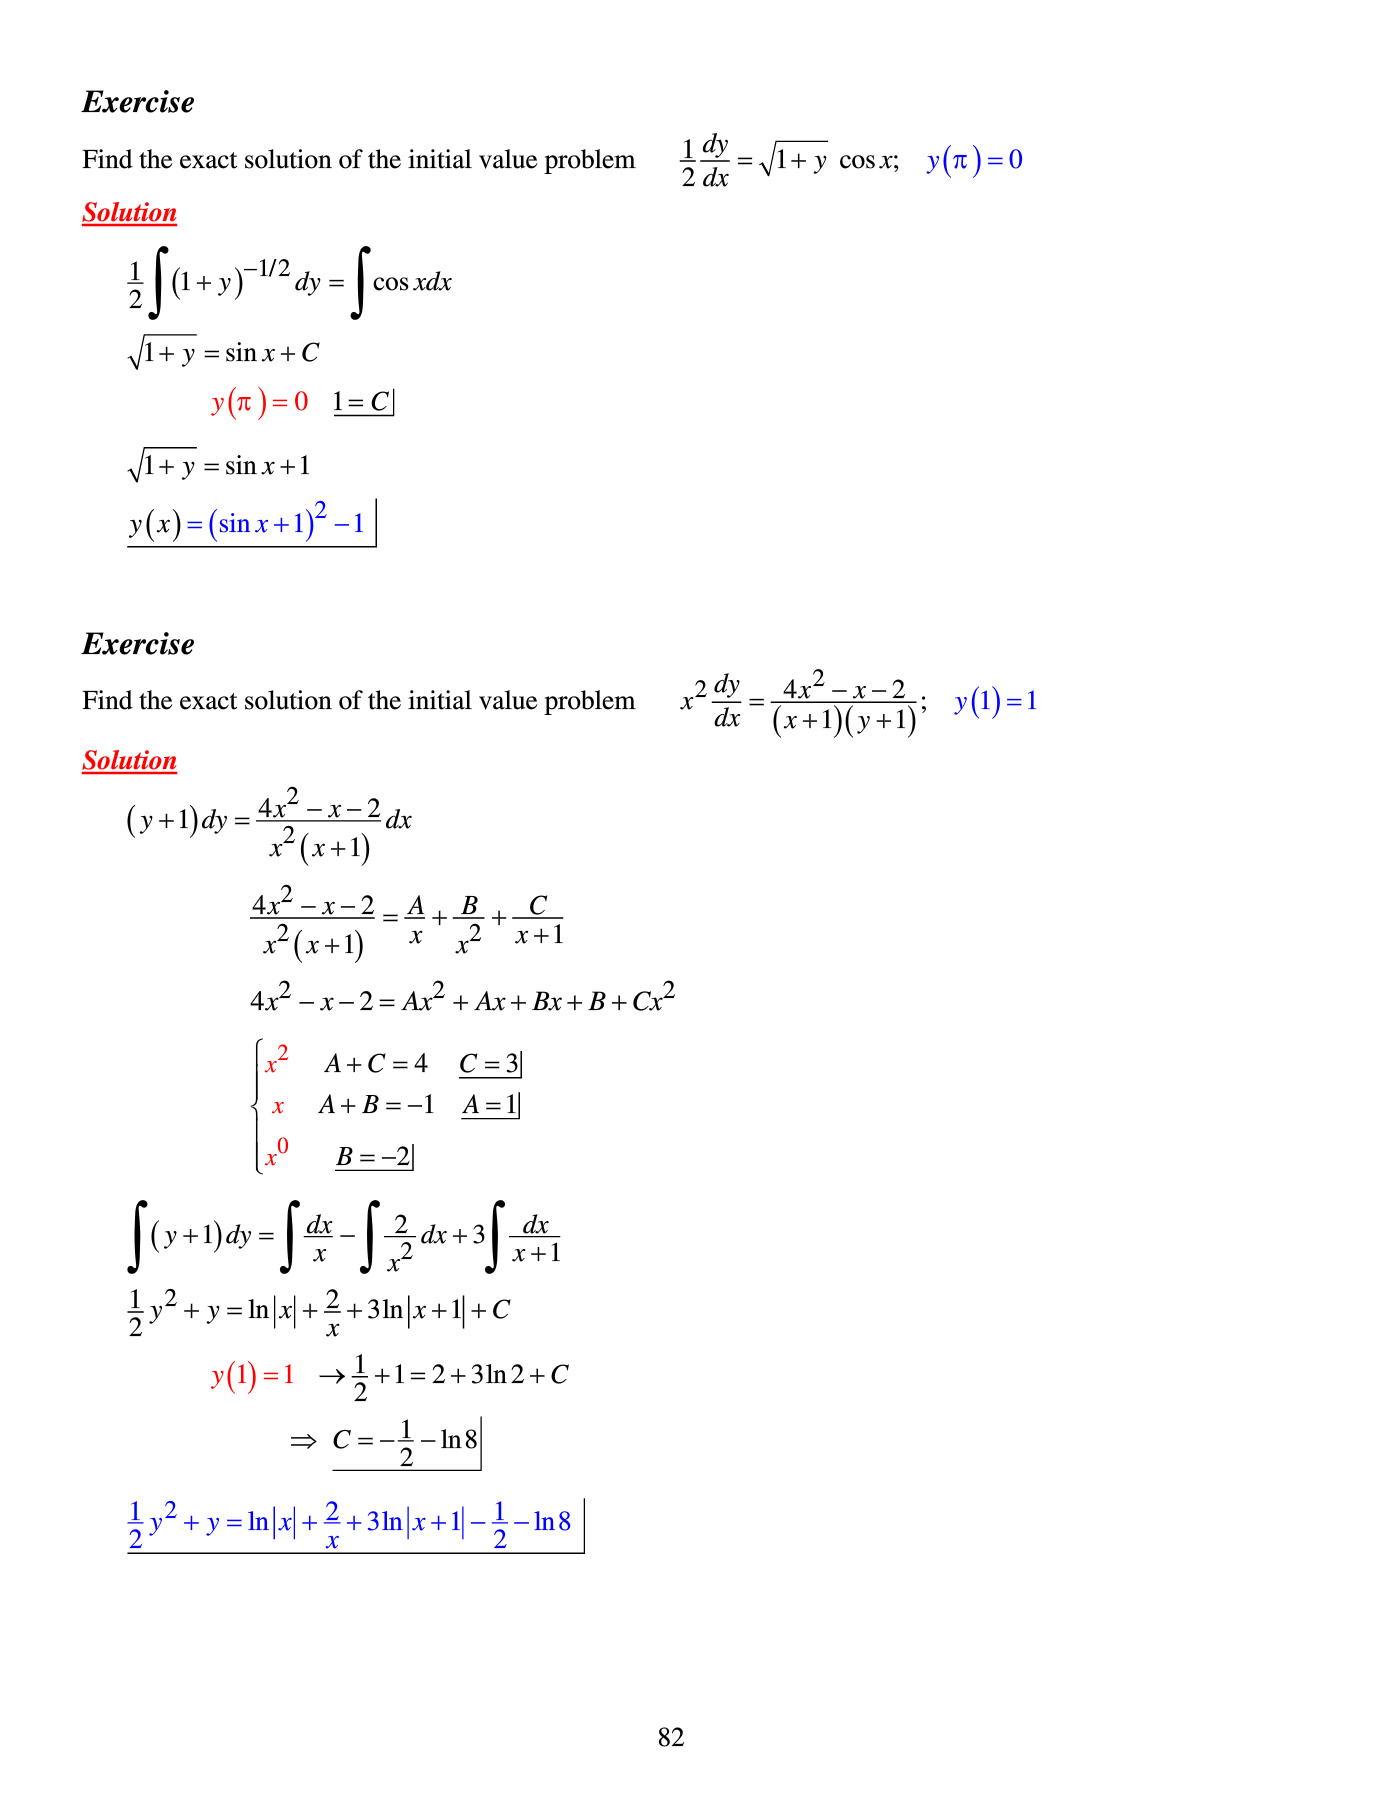 Exercise
Find the exact solution of the initial value problem $\frac{1}{2}\frac{dy}{dx} = \sqrt{1+y}\ \cos x;\quad y(\pi) = 0$
Solution
$\frac{1}{2}\int (1+y)^{-1/2}\, dy = \int \cos x dx$
$\sqrt{1+y} = \sin x + C$
$y(\pi) = 0 \quad 1 = C$
$\sqrt{1+y} = \sin x + 1$
$y(x) = (\sin x + 1)^2 - 1$
Exercise
Find the exact solution of the initial value problem $x^2\frac{dy}{dx} = \frac{4x^2 - x - 2}{(x+1)(y+1)};\quad y(1) = 1$
Solution
$(y+1)dy = \frac{4x^2 - x - 2}{x^2(x+1)}dx$
$\frac{4x^2 - x - 2}{x^2(x+1)} = \frac{A}{x} + \frac{B}{x^2} + \frac{C}{x+1}$
$4x^2 - x - 2 = Ax^2 + Ax + Bx + B + Cx^2$
$x^2 \quad A + C = 4 \quad C = 3$
$x \quad A + B = -1 \quad A = 1$
$x^0 \quad B = -2$
$\int (y+1)dy = \int \frac{dx}{x} - \int \frac{2}{x^2}dx + 3\int \frac{dx}{x+1}$
$\frac{1}{2}y^2 + y = \ln|x| + \frac{2}{x} + 3\ln|x+1| + C$
$y(1) = 1 \quad \rightarrow \frac{1}{2} + 1 = 2 + 3\ln 2 + C$
$\Rightarrow\ C = -\frac{1}{2} - \ln 8$
$\frac{1}{2}y^2 + y = \ln|x| + \frac{2}{x} + 3\ln|x+1| - \frac{1}{2} - \ln 8$
82